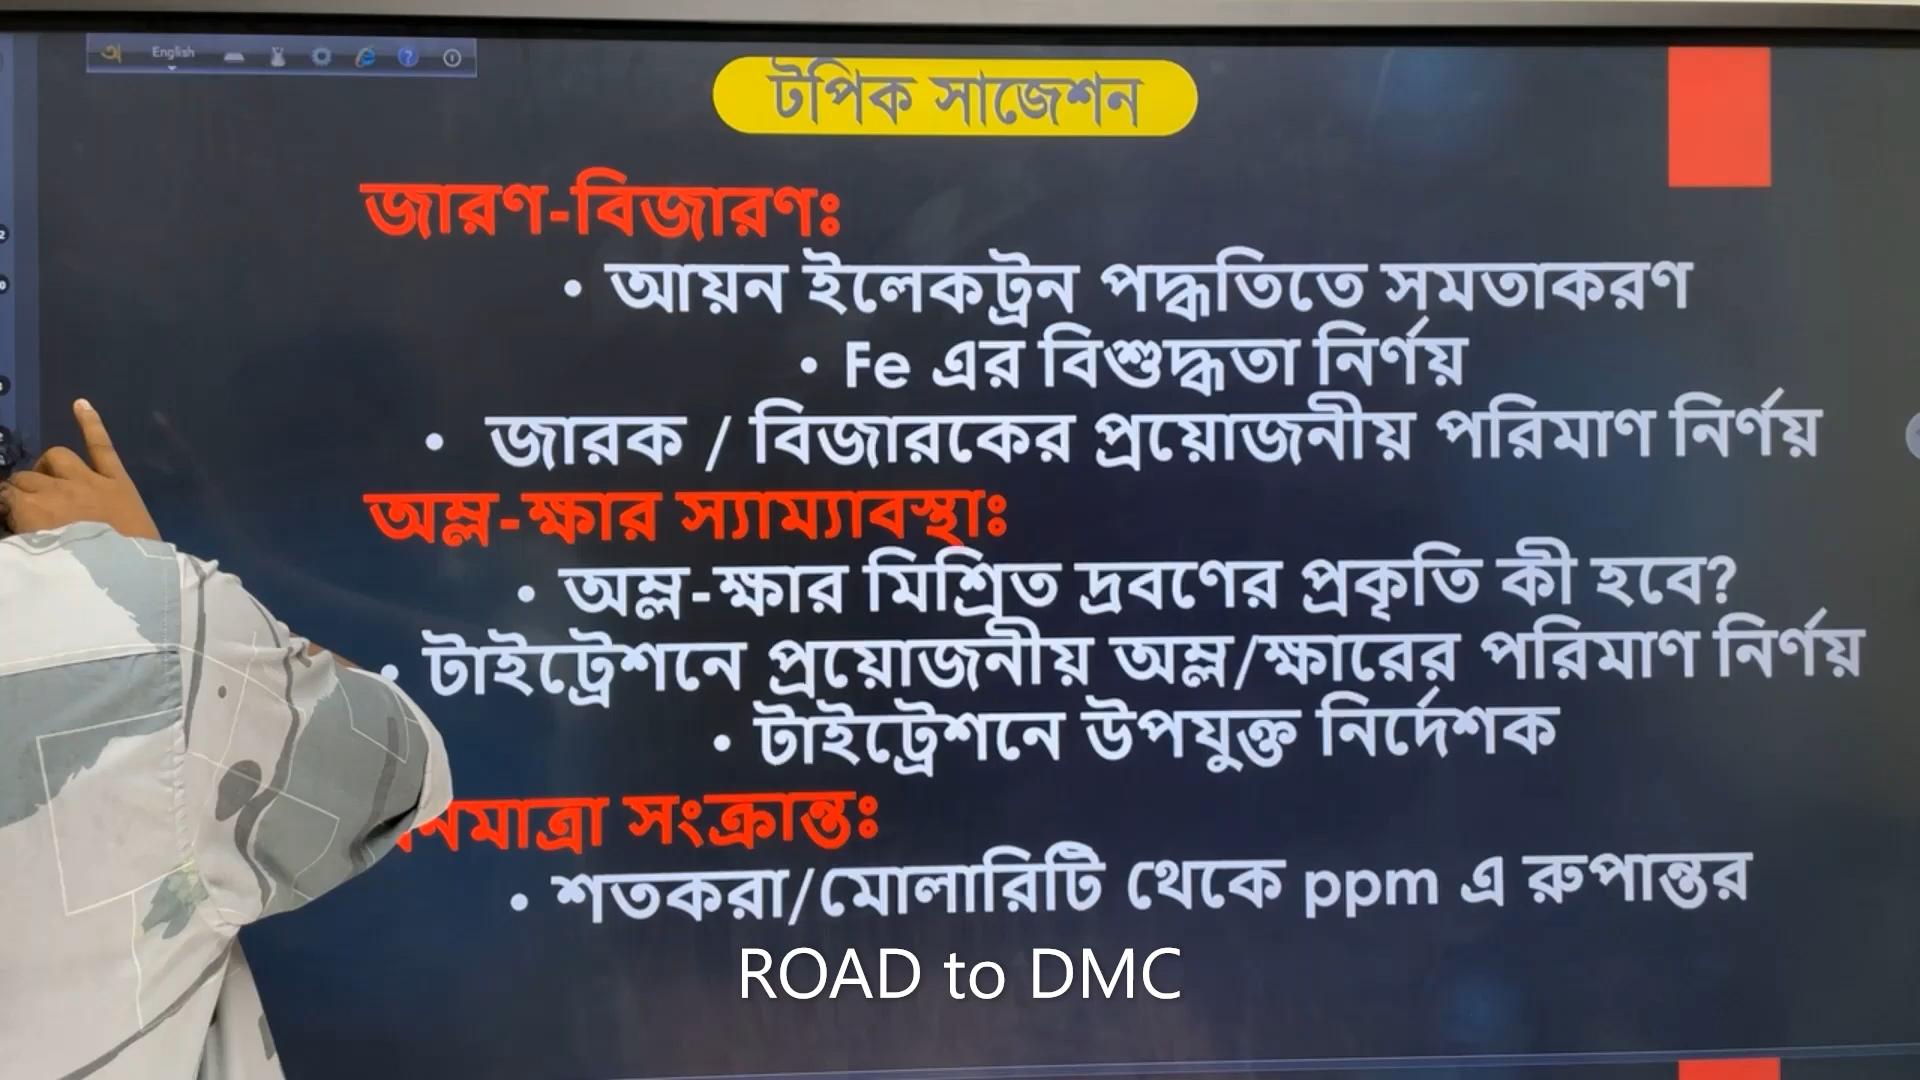 অ English
টপিক সাজেশন
জারণ-বিজারণঃ
• আয়ন ইলেকট্রন পদ্ধতিতে সমতাকরণ
• Fe এর বিশুদ্ধতা নির্ণয়
• জারক / বিজারকের প্রয়োজনীয় পরিমাণ নির্ণয়
অম্ল-ক্ষার স্যাম্যাবস্থাঃ
• অম্ল-ক্ষার মিশ্রিত দ্রবণের প্রকৃতি কী হবে?
• টাইট্রেশনে প্রয়োজনীয় অম্ল/ক্ষারের পরিমাণ নির্ণয়
• টাইট্রেশনে উপযুক্ত নির্দেশক
সংক্রান্তঃ
• শতকরা/মোলারিটি থেকে ppm এ রুপান্তর
ROAD to DMC